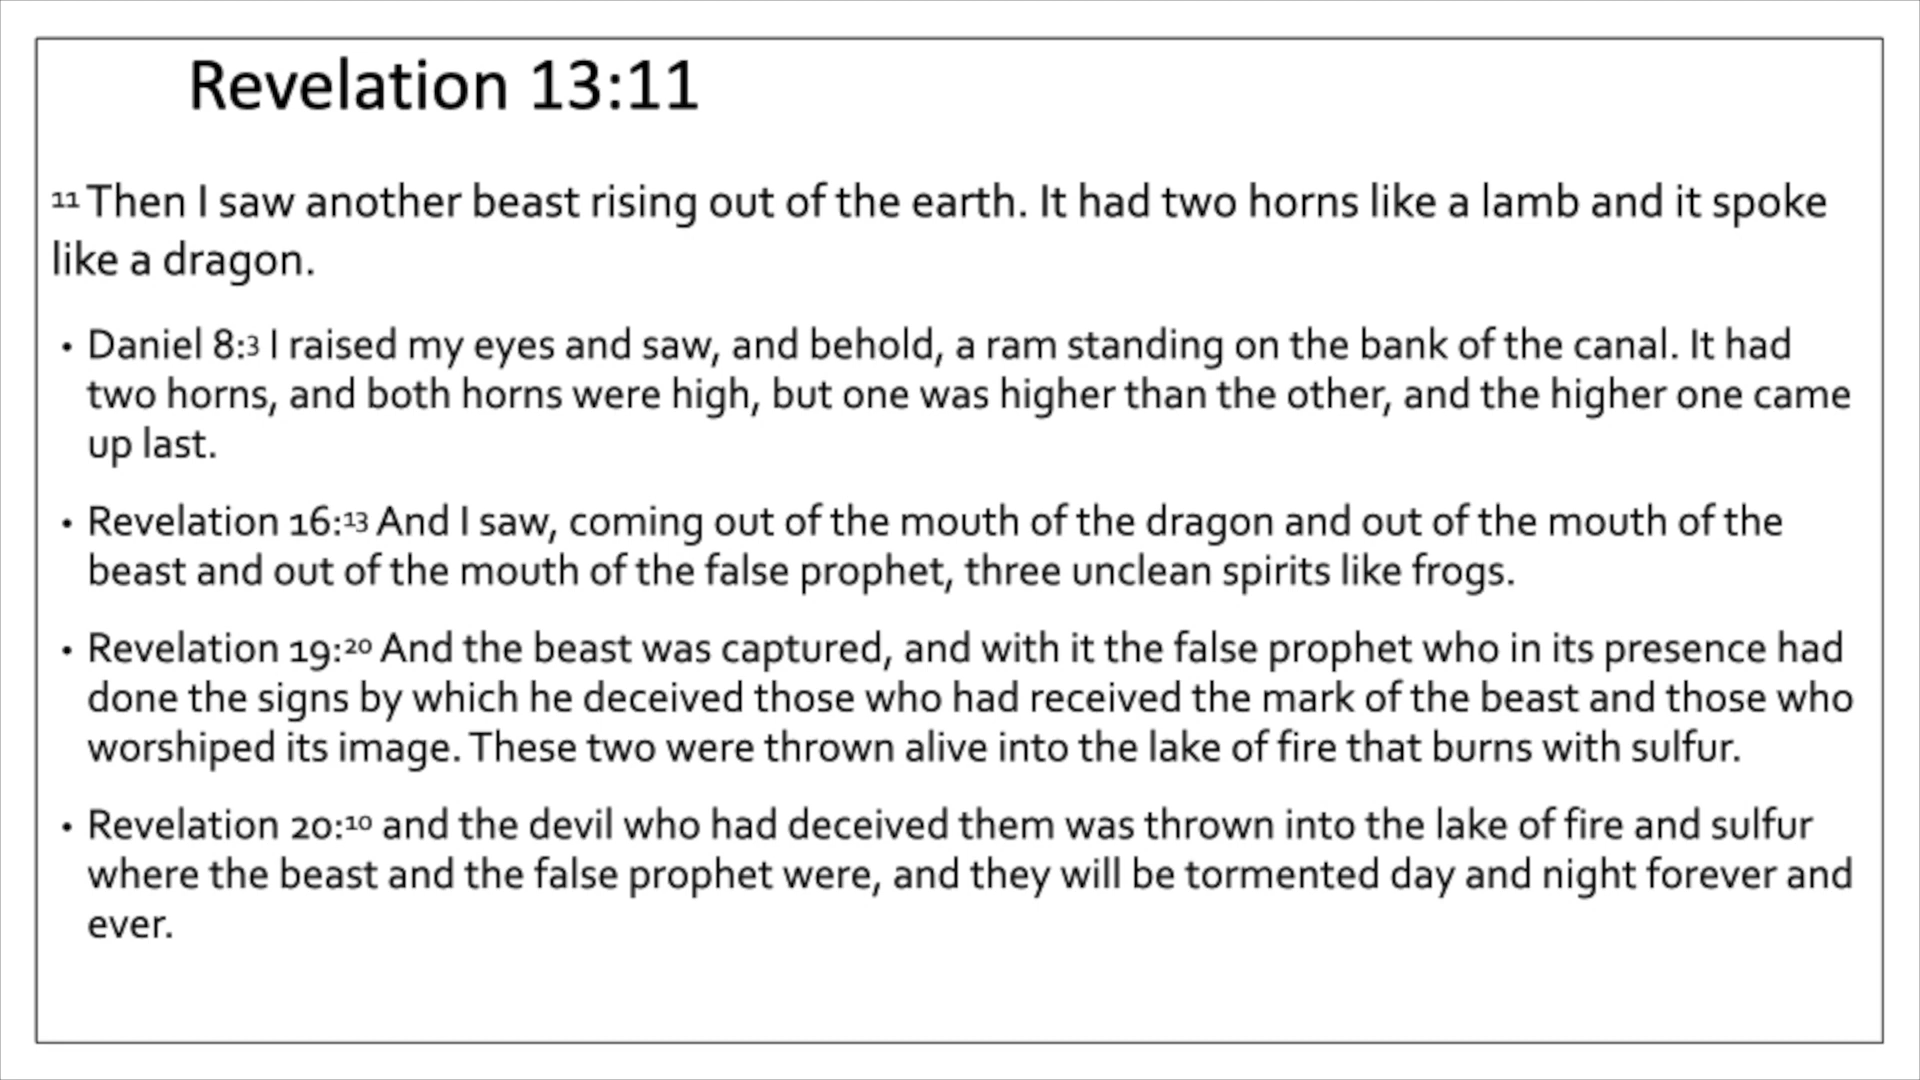 Revelation 13:11
11 Then I saw another beast rising out of the earth. It had two horns like a lamb and it spoke
like a dragon.
• Daniel 8:3 I raised my eyes and saw, and behold, a ram standing on the bank of the canal. It had
two horns, and both horns were high, but one was higher than the other, and the higher one came
up last.
• Revelation 16:13 And I saw, coming out of the mouth of the dragon and out of the mouth of the
beast and out of the mouth of the false prophet, three unclean spirits like frogs.
• Revelation 19:20 And the beast was captured, and with it the false prophet who in its presence had
done the signs by which he deceived those who had received the mark of the beast and those who
worshiped its image. These two were thrown alive into the lake of fire that burns with sulfur.
• Revelation 20:10 and the devil who had deceived them was thrown into the lake of fire and sulfur
where the beast and the false prophet were, and they will be tormented day and night forever and
ever.